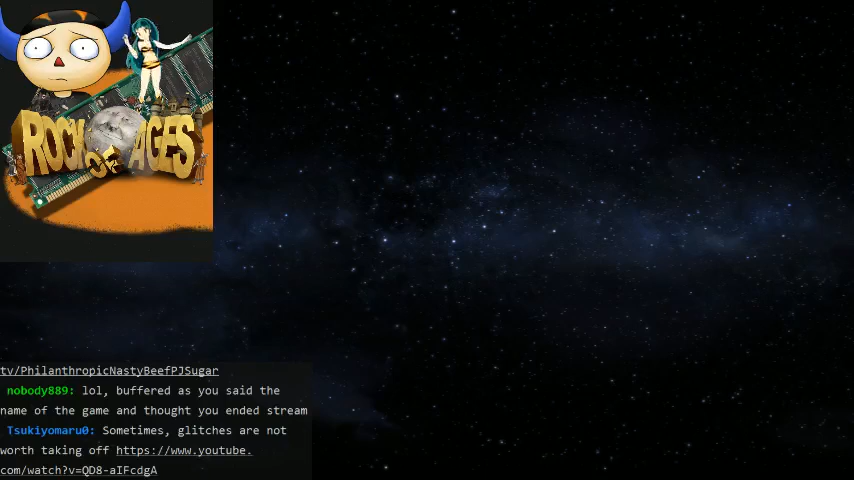 ROCK OF AGES
tv/PhilanthropicNastyBeefPJSugar
nobody889: lol, buffered as you said the
name of the game and thought you ended stream
Tsukiyomaru0: Sometimes, glitches are not
worth taking off https://www.youtube.
com/watch?v=QD8-aIFcdgA